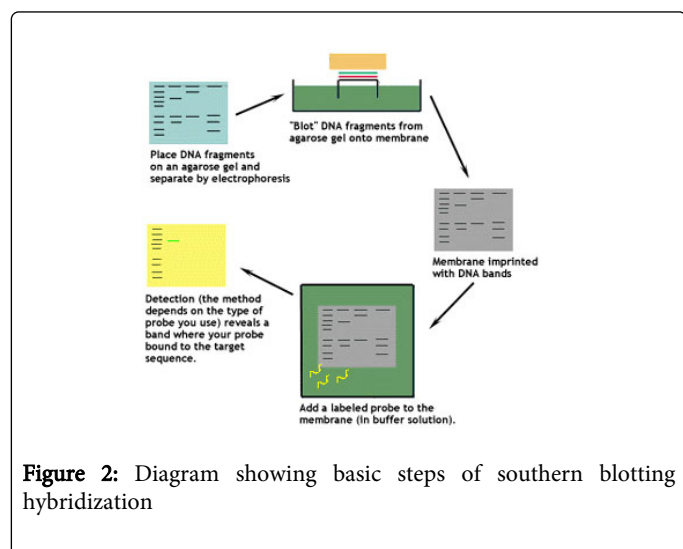 Place DNA fragments
on an agarose gel and
separate by electrophoresis
"Blot" DNA fragments from
agarose gel onto membrane
Membrane imprinted
with DNA bands
Add a labeled probe to the
membrane (in buffer solution).
Detection (the method
depends on the type of
probe you use) reveals a
band where your probe
bound to the target
sequence.
Figure 2: Diagram showing basic steps of southern blotting
hybridization